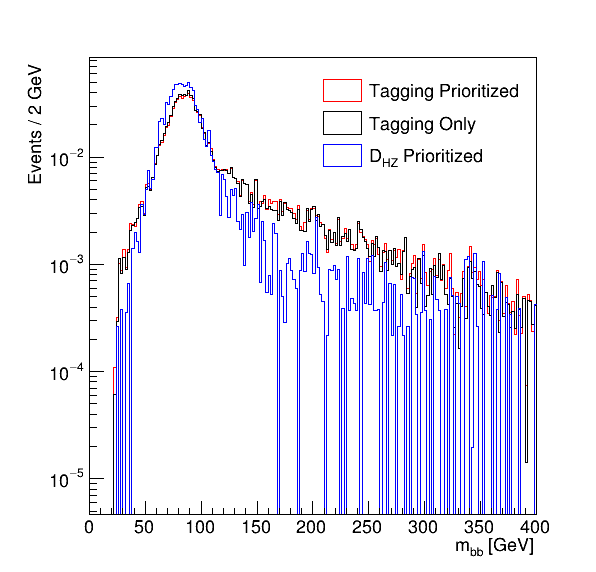 Events / 2 GeV
Tagging Prioritized
Tagging Only
D_HZ Prioritized
10⁻²
10⁻³
10⁻⁴
10⁻⁵
0 50 100 150 200 250 300 350 400
m_bb [GeV]